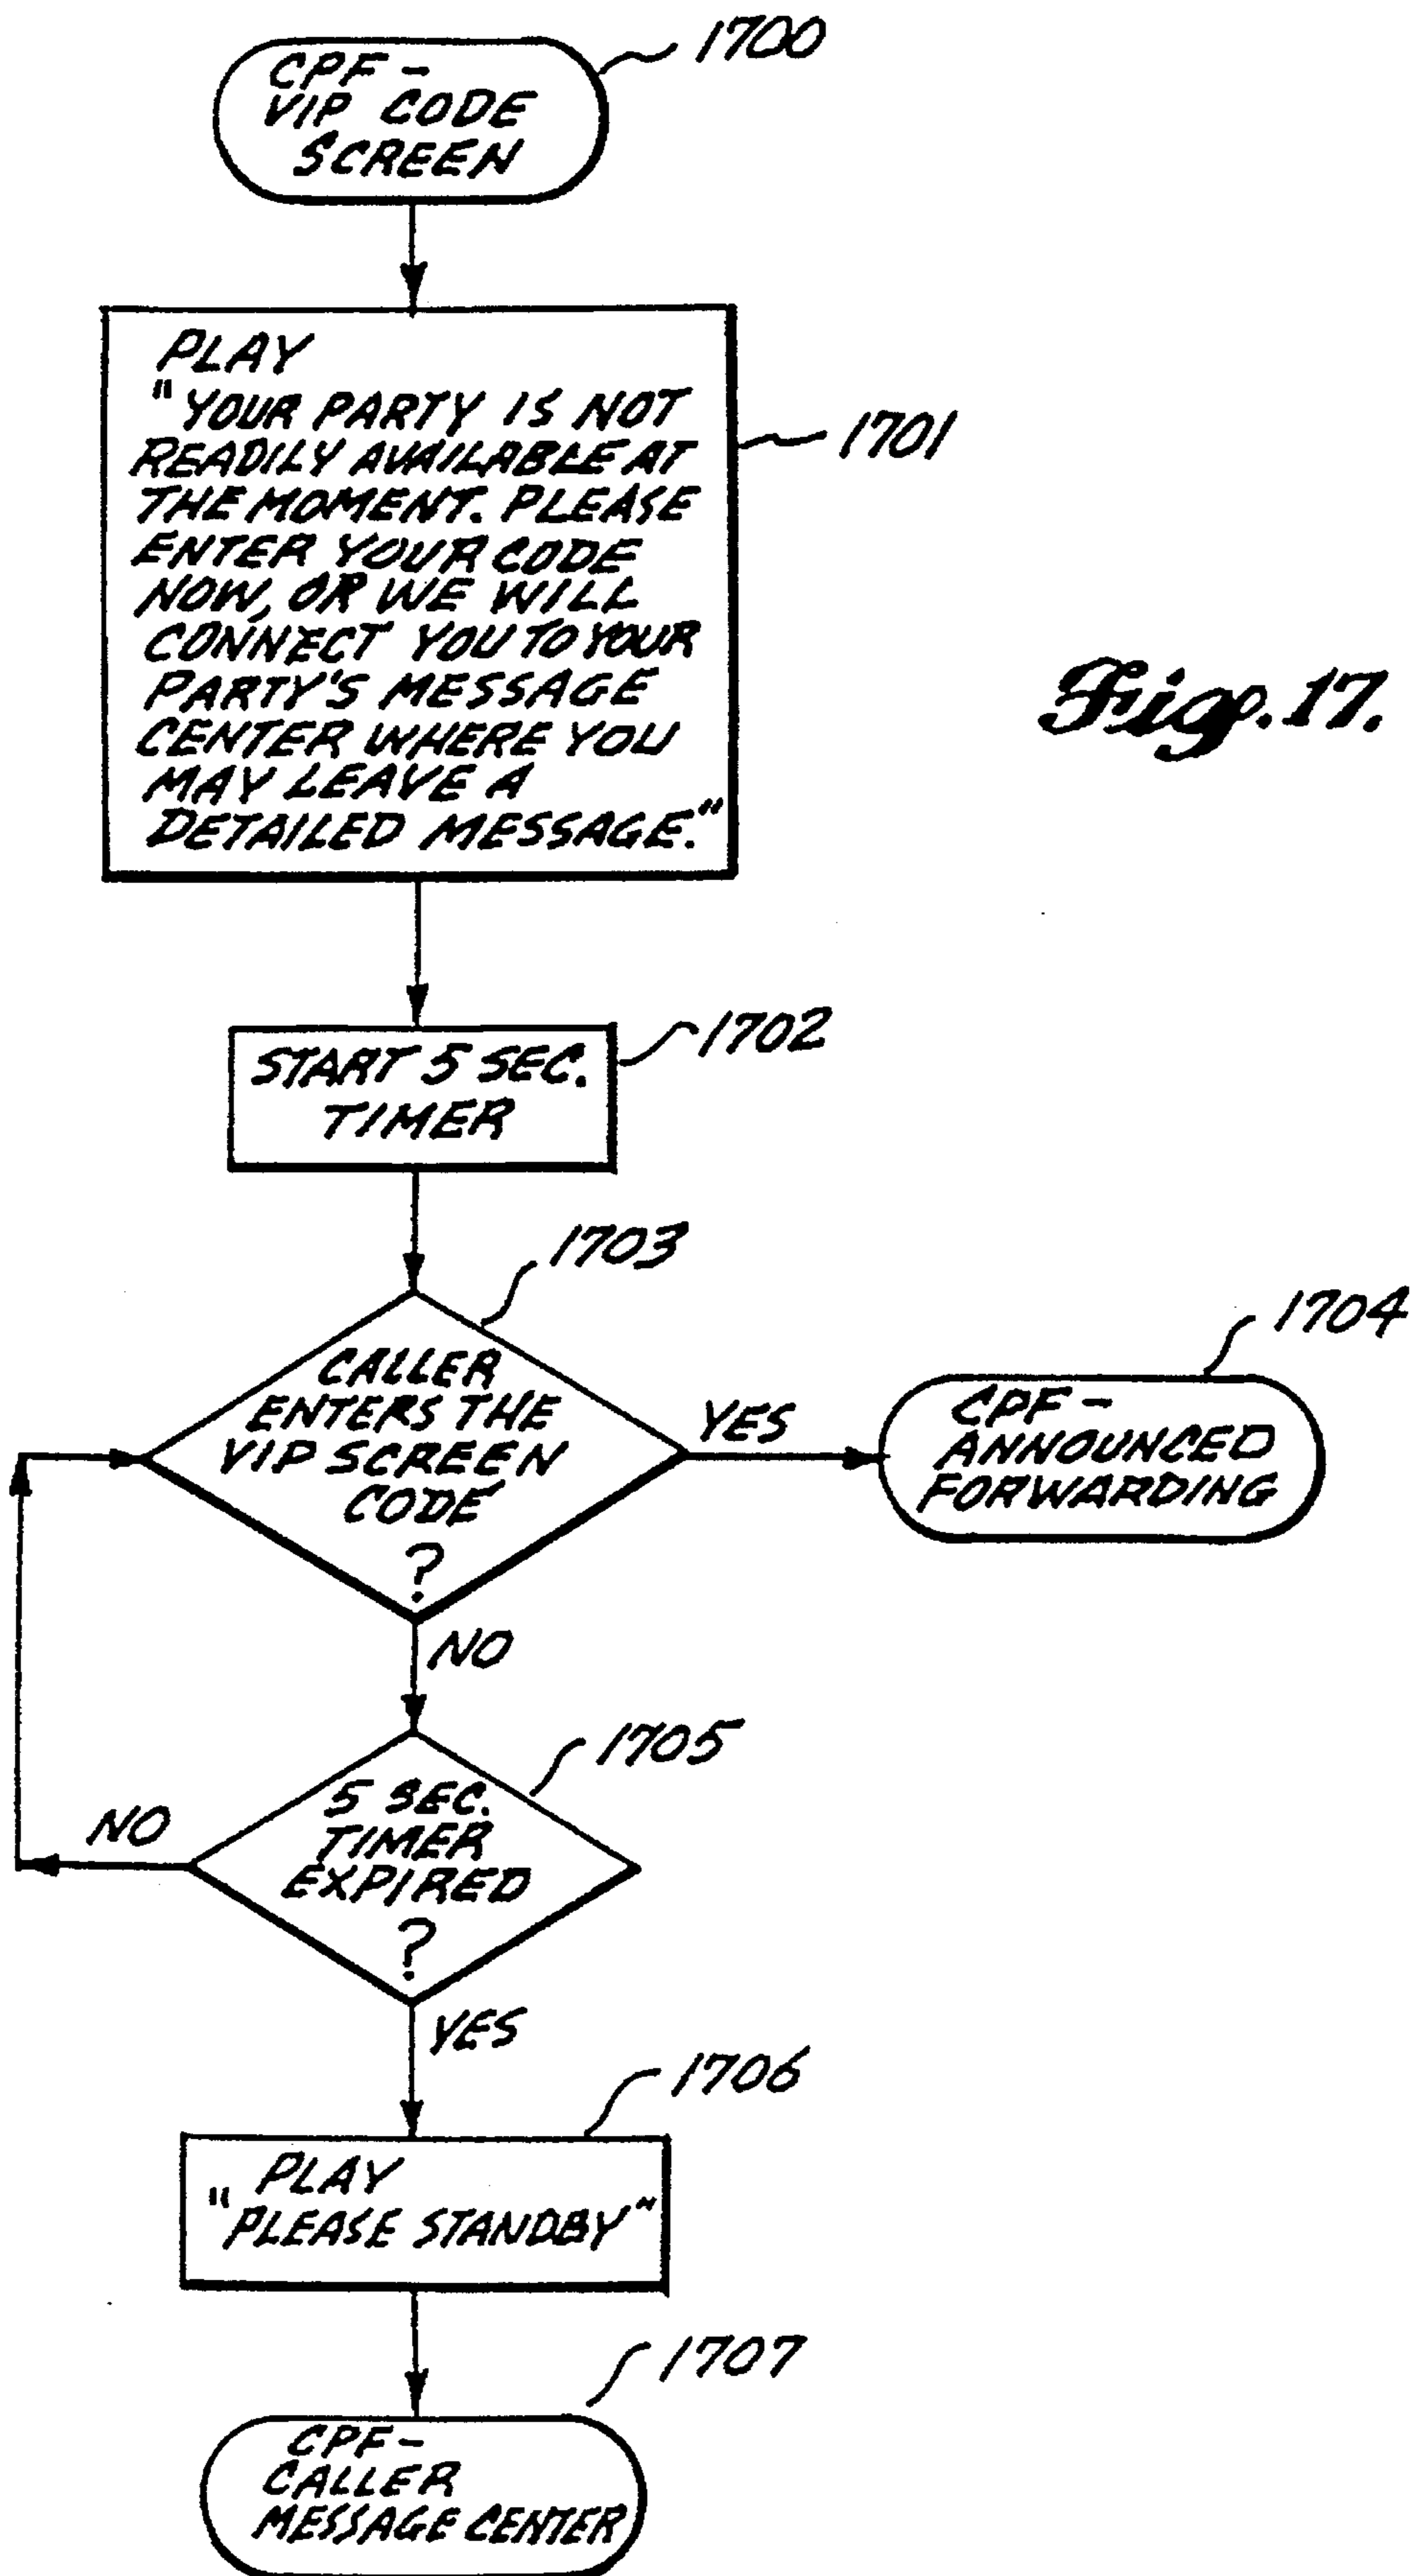 1700
CPF -
VIP CODE
SCREEN
PLAY
"YOUR PARTY IS NOT
READILY AVAILABLE AT
THE MOMENT. PLEASE
ENTER YOUR CODE
NOW, OR WE WILL
CONNECT YOU TO YOUR
PARTY'S MESSAGE
CENTER WHERE YOU
MAY LEAVE A
DETAILED MESSAGE."
1701
Fig. 17.
START 5 SEC.
TIMER
1702
1703
CALLER
ENTERS THE
VIP SCREEN
CODE
?
YES
1704
CPF -
ANNOUNCED
FORWARDING
NO
1705
5 SEC.
TIMER
EXPIRED
?
NO
YES
1706
PLAY
"PLEASE STANDBY"
1707
CPF -
CALLER
MESSAGE CENTER